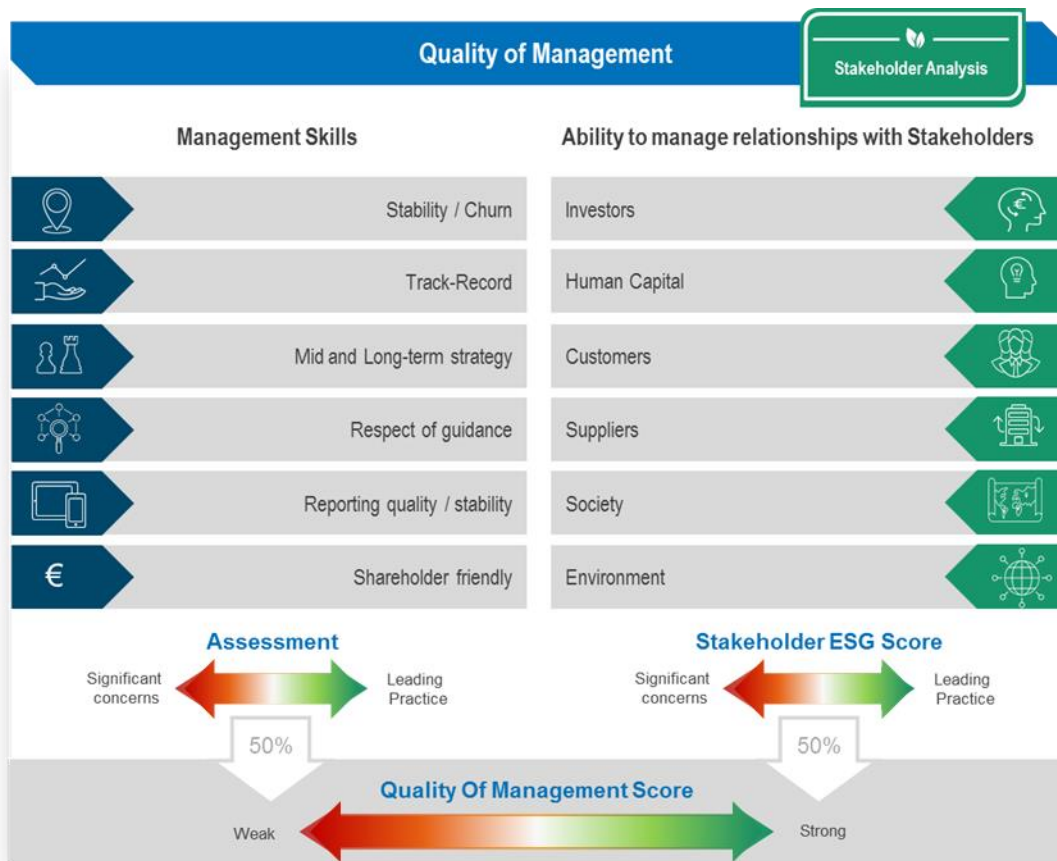 Quality of Management
Stakeholder Analysis
Management Skills
Ability to manage relationships with Stakeholders
Stability / Churn
Investors
€
Track-Record
Human Capital
Mid and Long-term strategy
Customers
Respect of guidance
Suppliers
Reporting quality / stability
Society
€
Shareholder friendly
Environment
Assessment
Significant
concerns
Leading
Practice
50%
Stakeholder ESG Score
Significant
concerns
Leading
Practice
50%
Quality Of Management Score
Weak
Strong